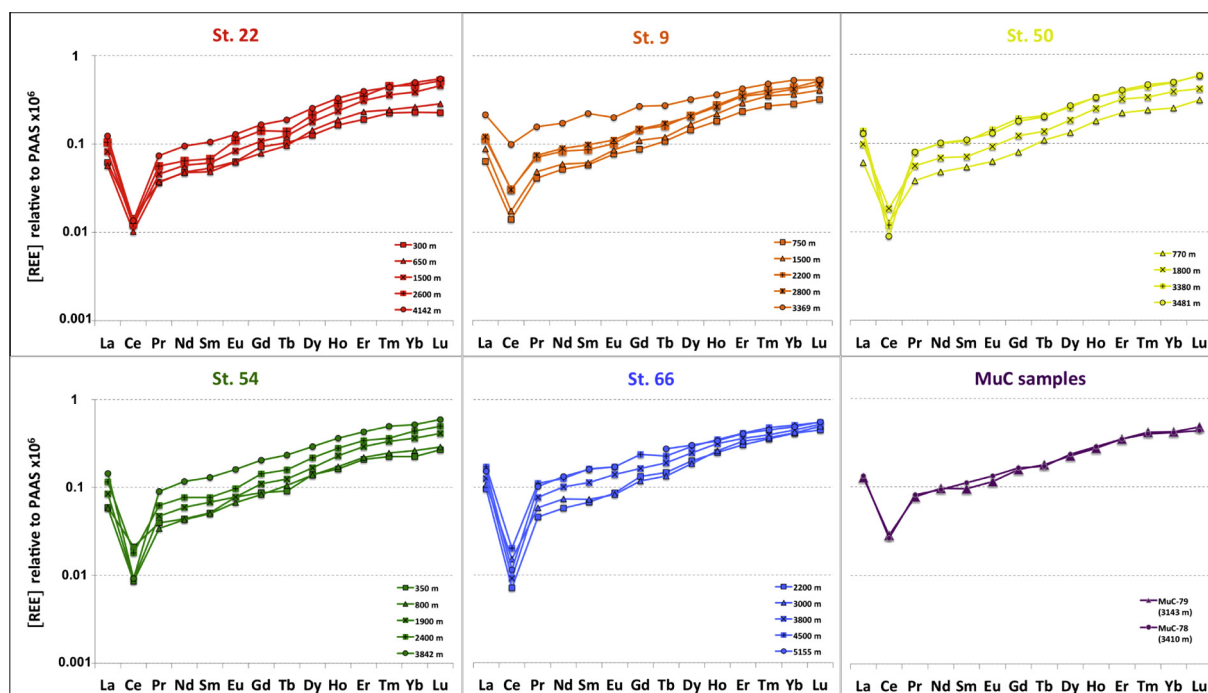 St. 22
[REE] relative to PAAS x10⁶
1
0.1
0.01
0.001
300 m
650 m
1500 m
2600 m
4142 m
La Ce Pr Nd Sm Eu Gd Tb Dy Ho Er Tm Yb Lu
St. 9
750 m
1500 m
2200 m
2800 m
3369 m
La Ce Pr Nd Sm Eu Gd Tb Dy Ho Er Tm Yb Lu
St. 50
770 m
1800 m
3380 m
3481 m
La Ce Pr Nd Sm Eu Gd Tb Dy Ho Er Tm Yb Lu
St. 54
[REE] relative to PAAS x10⁶
1
0.1
0.01
0.001
350 m
800 m
1900 m
2400 m
3842 m
La Ce Pr Nd Sm Eu Gd Tb Dy Ho Er Tm Yb Lu
St. 66
2200 m
3000 m
3800 m
4500 m
5155 m
La Ce Pr Nd Sm Eu Gd Tb Dy Ho Er Tm Yb Lu
MuC samples
MuC-79
(3143 m)
MuC-78
(3410 m)
La Ce Pr Nd Sm Eu Gd Tb Dy Ho Er Tm Yb Lu